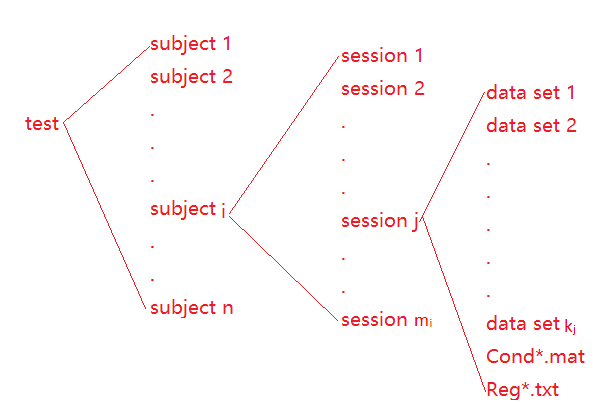 test
subject 1
subject 2
.
.
.
subject i
.
.
subject n
session 1
session 2
.
.
.
session j
.
.
session mᵢ
data set 1
data set 2
.
.
.
.
.
data set kⱼ
Cond*.mat
Reg*.txt